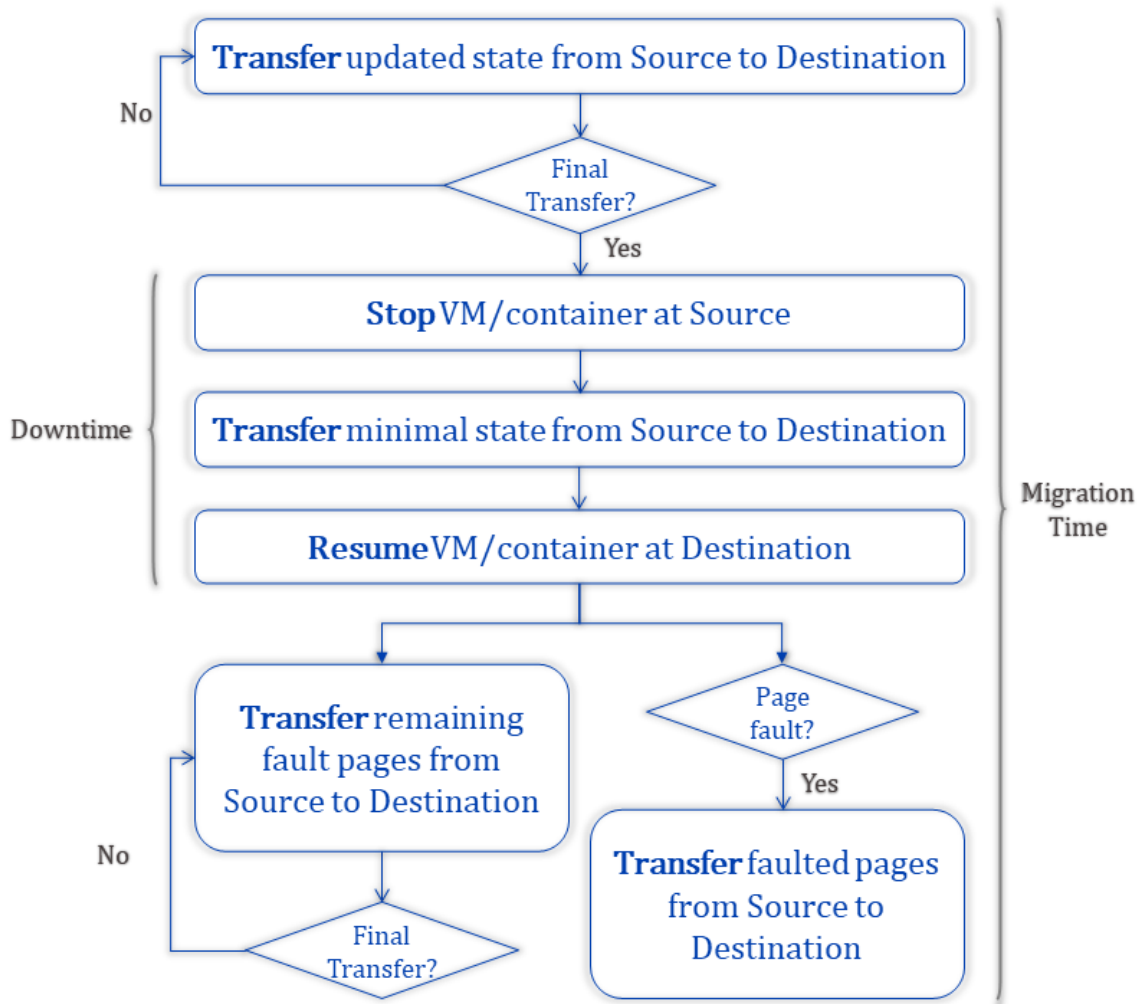 Transfer updated state from Source to Destination
No
Final
Transfer?
Yes
Stop VM/container at Source
Downtime
Transfer minimal state from Source to Destination
Migration
Time
Resume VM/container at Destination
Transfer remaining
fault pages from
Source to Destination
Page
fault?
Yes
No
Transfer faulted pages
from Source to
Destination
Final
Transfer?